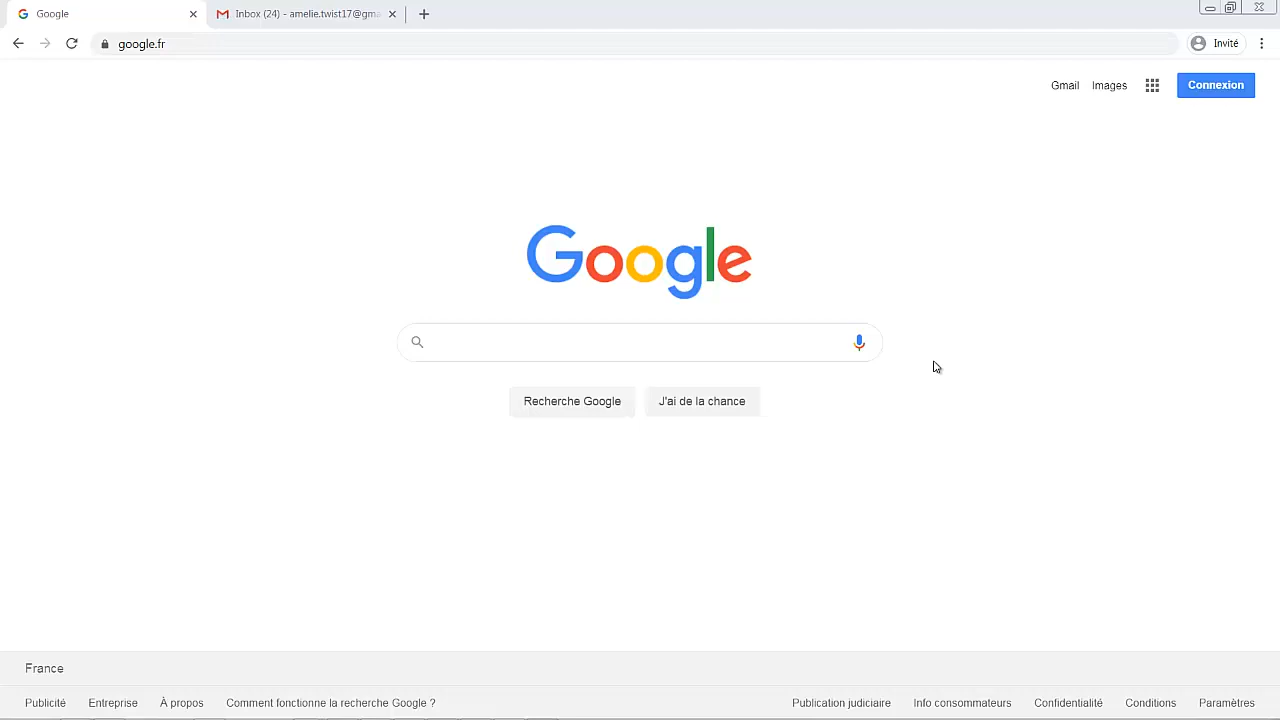 Google
Inbox (24) - amelie.twist17@gma
google.fr
Invité
Gmail
Images
Connexion
Google
Recherche Google
J'ai de la chance
France
Publicité
Entreprise
À propos
Comment fonctionne la recherche Google ?
Publication judiciaire
Info consommateurs
Confidentialité
Conditions
Paramètres